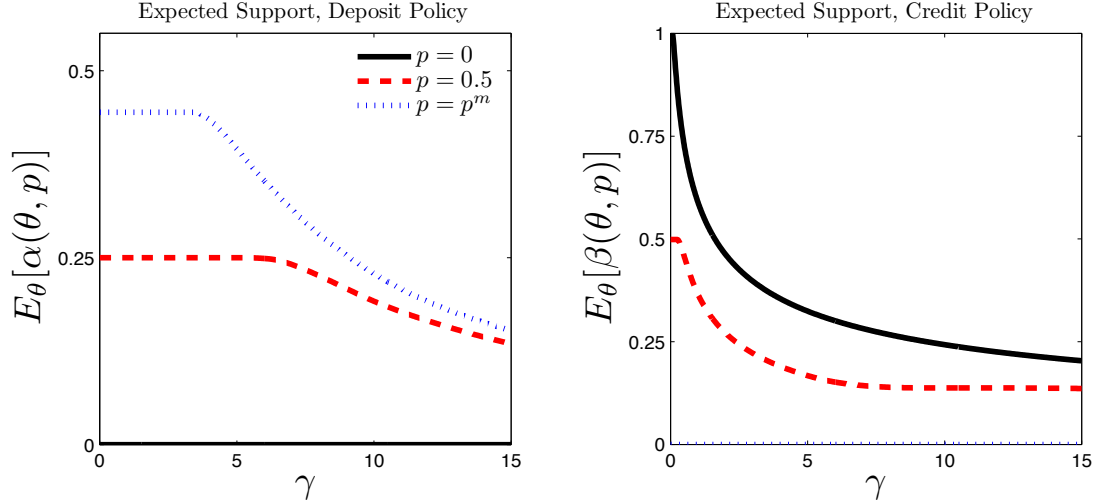 Expected Support, Deposit Policy
0.5
0.25
0
E_θ[α(θ, p)]
p = 0
p = 0.5
p = p^m
0 5 10 15
γ
Expected Support, Credit Policy
1
0.75
0.5
0.25
0
E_θ[β(θ, p)]
0 5 10 15
γ